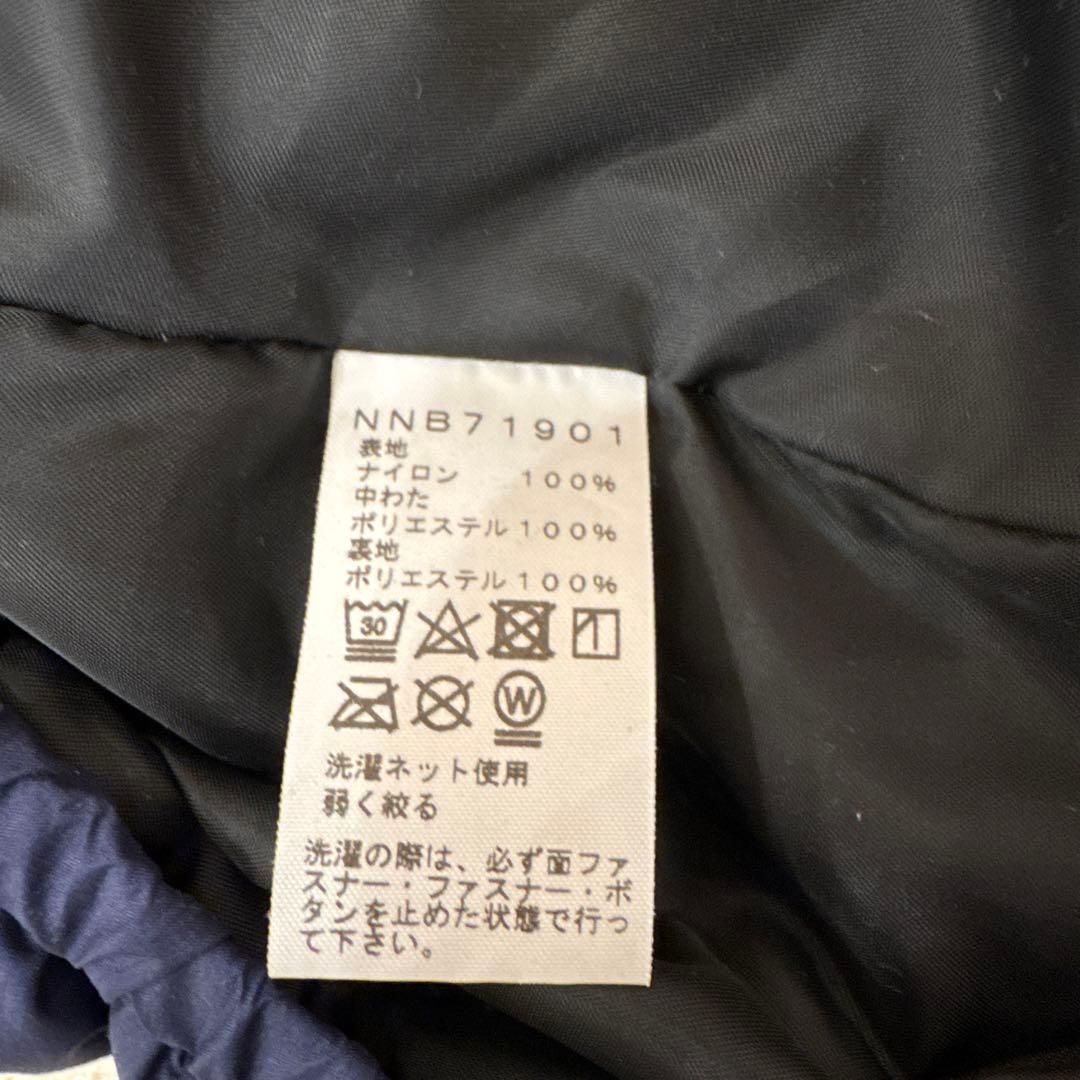 NNB71901
表地
ナイロン 100%
中わた
ポリエステル100%
裏地
ポリエステル100%
30
W
洗濯ネット使用
弱く絞る
洗濯の際は、必ず面ファ
スナー・ファスナー・ボ
タンを止めた状態で行っ
て下さい。